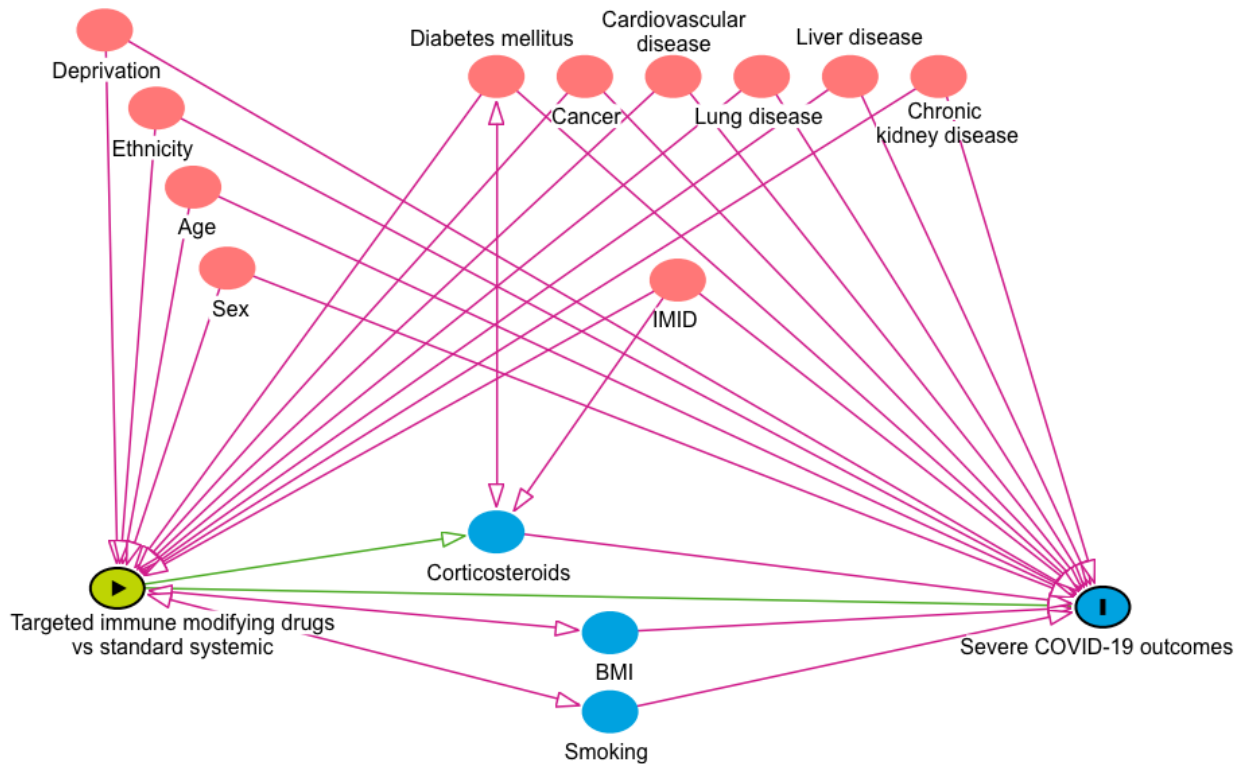 Cardiovascular
disease
Diabetes mellitus
Liver disease
Deprivation
Cancer
Lung disease
Chronic
kidney disease
Ethnicity
Age
Sex
IMID
Corticosteroids
Targeted immune modifying drugs
vs standard systemic
Severe COVID-19 outcomes
BMI
Smoking